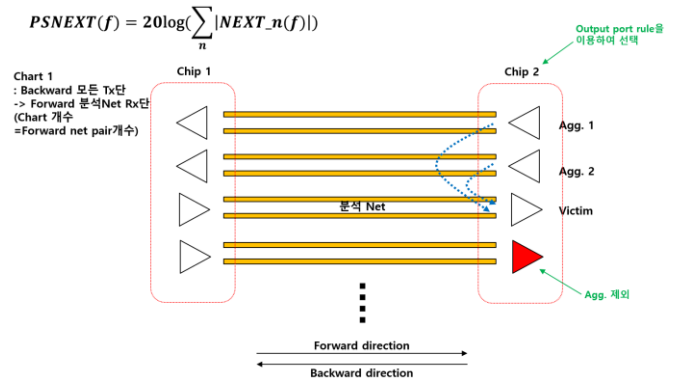 PSNEXT(f) = 20log(∑|NEXT_n(f)|)
n
Output port rule을
이용하여 선택
Chip 1
Chip 2
Chart 1
: Backward 모든 Tx단
-> Forward 분석Net Rx단
(Chart 개수
=Forward net pair개수)
Agg. 1
Agg. 2
분석 Net
Victim
Agg. 제외
Forward direction
Backward direction